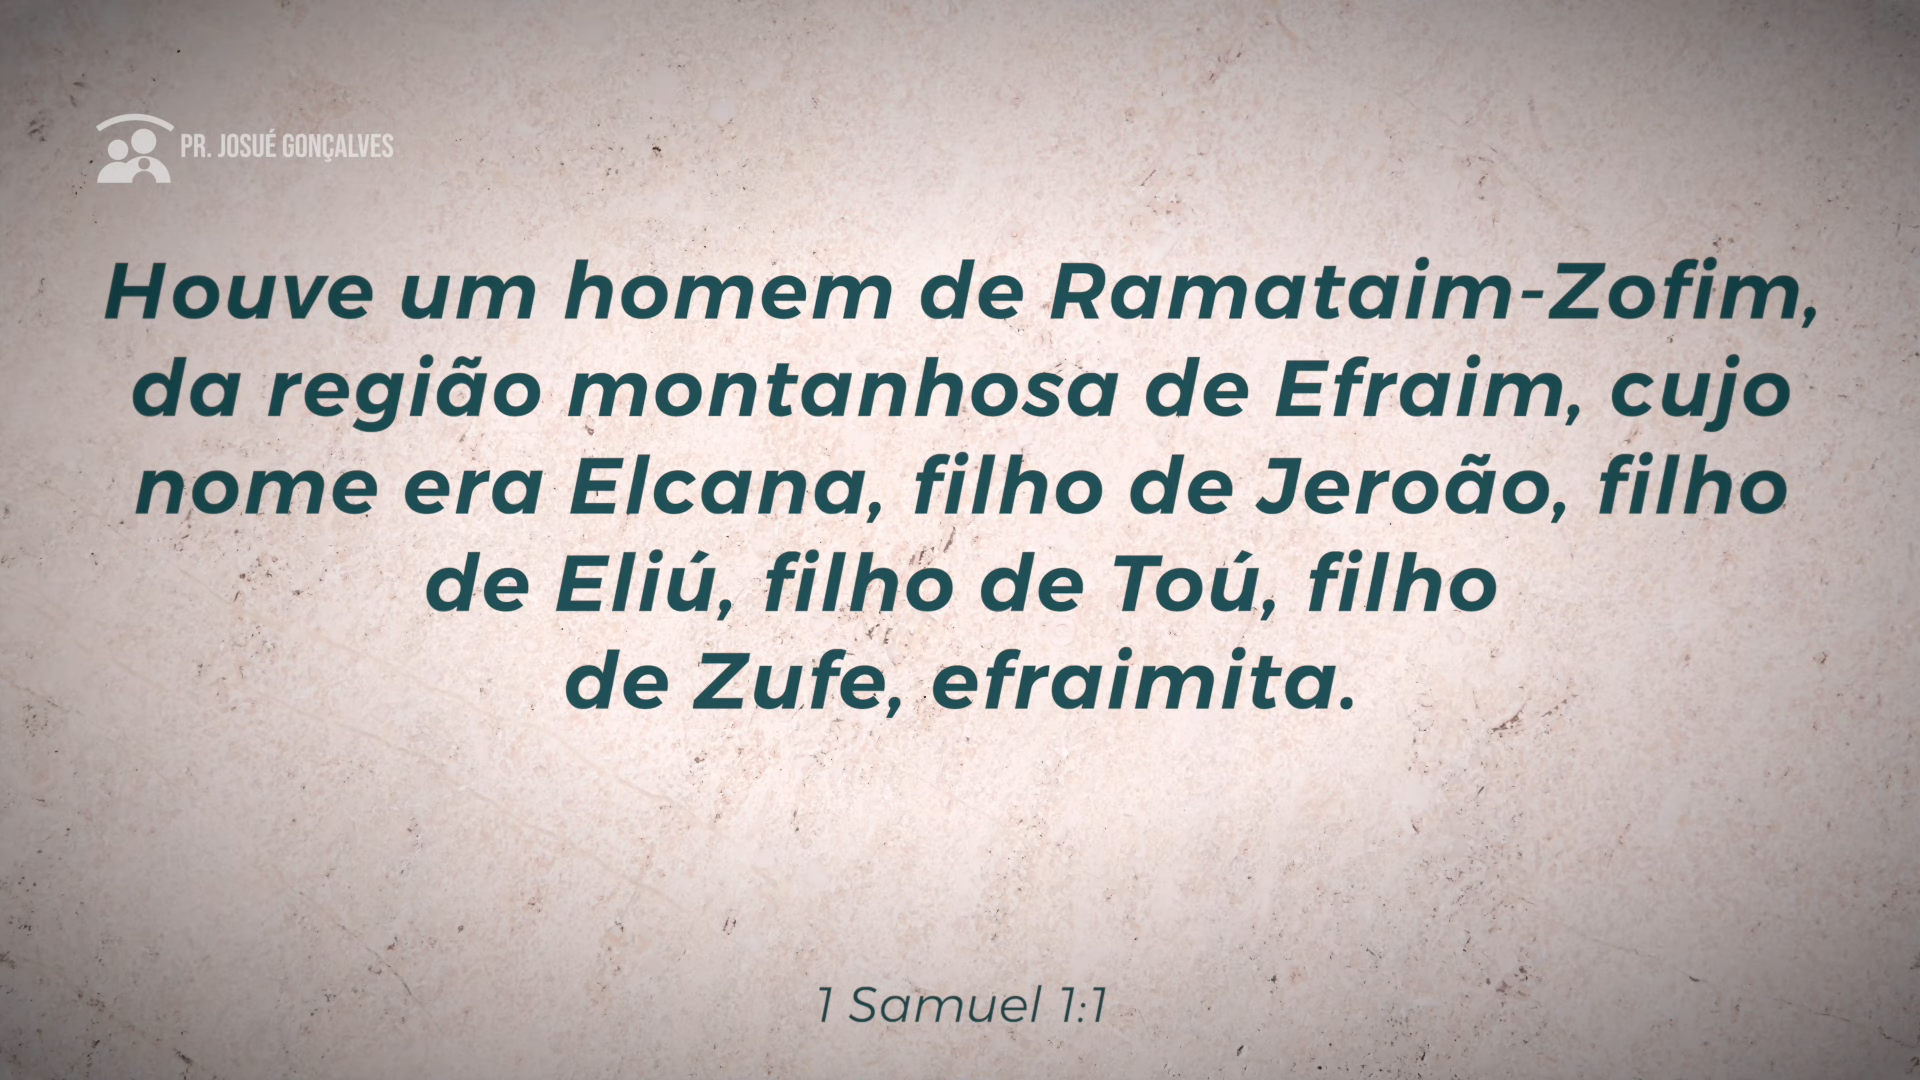 PR. JOSUÉ GONÇALVES
Houve um homem de Ramataim-Zofim,
da região montanhosa de Efraim, cujo
nome era Elcana, filho de Jeroão, filho
de Eliú, filho de Toú, filho
de Zufe, efraimita.
1 Samuel 1:1